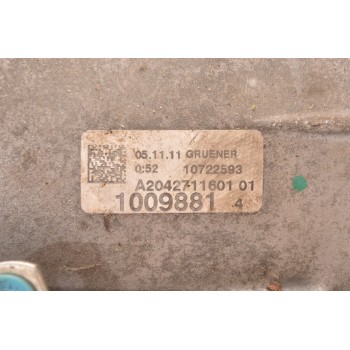 05.11.11 GRUENER
0:52 10722593
A2042711601 01
1009881 .4